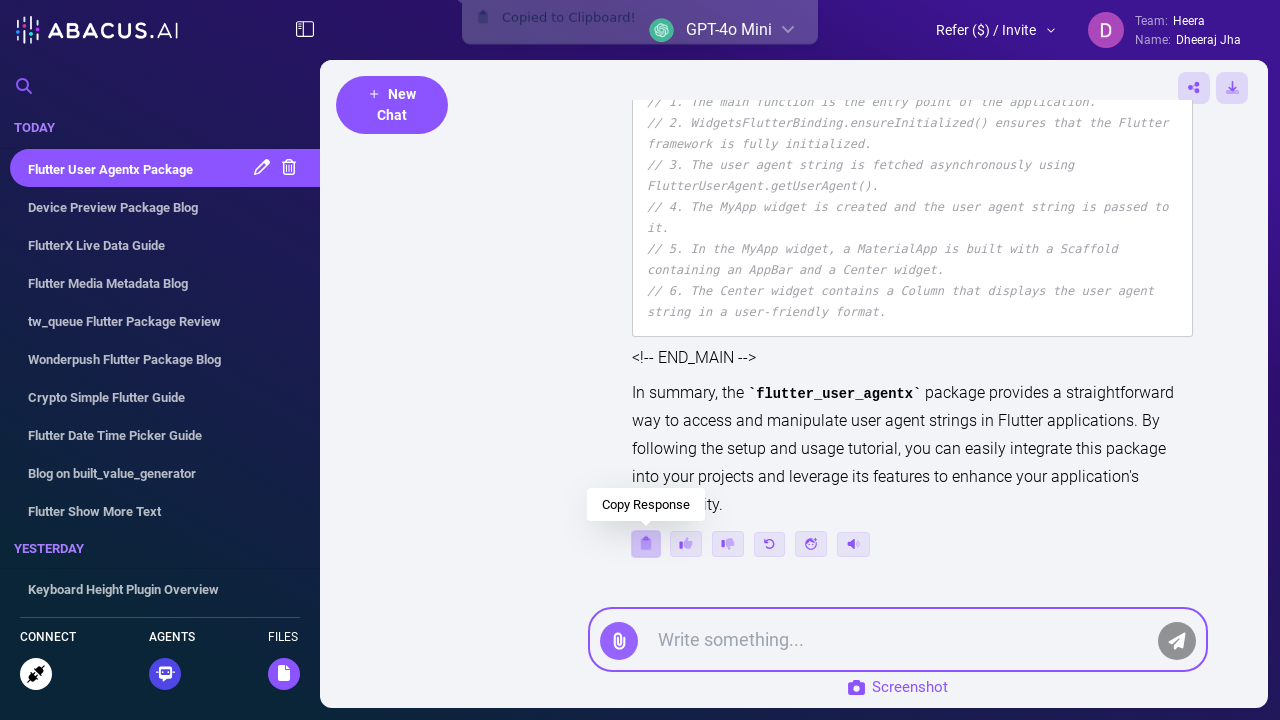 ABACUS.AI
Copied to Clipboard!
GPT-4o Mini
Refer ($) / Invite
D
Team: Heera
Name: Dheeraj Jha
TODAY
Flutter User Agentx Package
Device Preview Package Blog
FlutterX Live Data Guide
Flutter Media Metadata Blog
tw_queue Flutter Package Review
Wonderpush Flutter Package Blog
Crypto Simple Flutter Guide
Flutter Date Time Picker Guide
Blog on built_value_generator
Flutter Show More Text
YESTERDAY
Keyboard Height Plugin Overview
CONNECT
AGENTS
FILES
+ New
Chat
// 1. The main function is the entry point of the application.
// 2. WidgetsFlutterBinding.ensureInitialized() ensures that the Flutter
framework is fully initialized.
// 3. The user agent string is fetched asynchronously using
FlutterUserAgent.getUserAgent().
// 4. The MyApp widget is created and the user agent string is passed to
it.
// 5. In the MyApp widget, a MaterialApp is built with a Scaffold
containing an AppBar and a Center widget.
// 6. The Center widget contains a Column that displays the user agent
string in a user-friendly format.
<!-- END_MAIN -->
In summary, the `flutter_user_agentx` package provides a straightforward
way to access and manipulate user agent strings in Flutter applications. By
following the setup and usage tutorial, you can easily integrate this package
into your projects and leverage its features to enhance your application's
ity.
Copy Response
Write something...
Screenshot